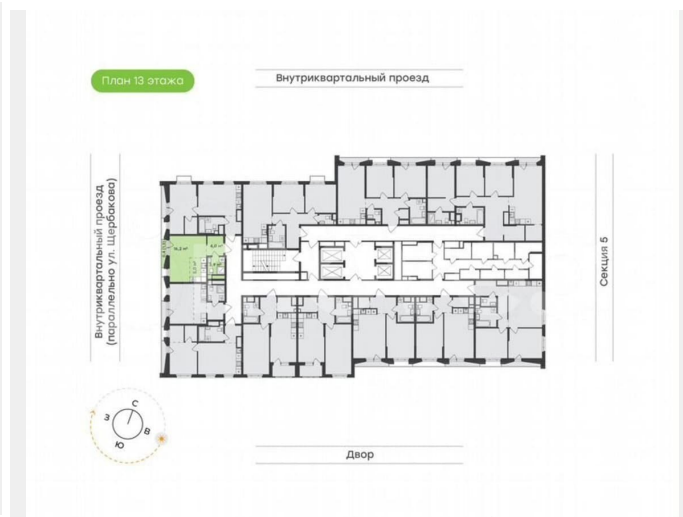 План 13 этажа
Внутриквартальный проезд
Внутриквартальный проезд
(параллельно ул. Щербакова)
Секция 5
С
З
В
Ю
Двор